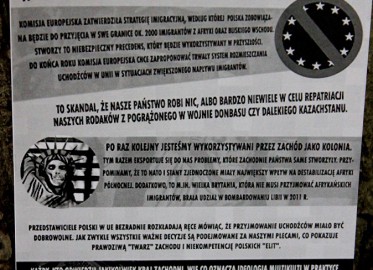 KOMISJA EUROPEJSKA ZATWIERDZIŁA STRATEGIĘ IMIGRACYJNĄ, WEDŁUG KTÓREJ POLSKA ZOBOWIĄZA-
NA BĘDZIE DO PRZYJĘCIA W SWE GRANICE OK. 2000 IMIGRANTÓW Z AFRYKI ORAZ BLISKIEGO WSCHODU.
STWORZY TO NIEBEZPIECZNY PRECEDENS, KTÓRY BĘDZIE WYKORZYSTYWANY W PRZYSZŁOŚCI.
DO KOŃCA ROKU KOMISJA EUROPEJSKA CHCE ZAPROPONOWAĆ TRWAŁY SYSTEM ROZMIESZCZANIA
UCHODŹCÓW W UNII W SYTUACJACH ZWIĘKSZONEGO NAPŁYWU IMIGRANTÓW.
TO SKANDAL, ŻE NASZE PAŃSTWO ROBI NIC, ALBO BARDZO NIEWIELE W CELU REPATRIACJI
NASZYCH RODAKÓW Z POGRĄŻONEGO W WOJNIE DONBASU CZY DALEKIEGO KAZACHSTANU.
PO RAZ KOLEJNY JESTEŚMY WYKORZYSTYWANI PRZEZ ZACHÓD JAKO KOLONIA.
TYM RAZEM EKSPORTUJE SIĘ DO NAS PROBLEMY, KTÓRE ZACHODNIE PAŃSTWA SAME STWORZYŁY. PRZY-
POMINAMY, ŻE TO NATO I STANY ZJEDNOCZONE MIAŁY NAJWIĘKSZY WPŁYW NA DESTABILIZACJĘ AFRYKI
PÓŁNOCNEJ. DODATKOWO, TO M.IN. WIELKA BRYTANIA, KTÓRA NIE MUSI PRZYJMOWAĆ AFRYKAŃSKICH
IMIGRANTÓW, BRAŁA UDZIAŁ W BOMBARDOWANIU LIBII W 2011 R.
PRZEDSTAWICIELE POLSKI W UE BEZRADNIE ROZKŁADAJĄ RĘCE MÓWIĄC, ŻE PRZYJMOWANIE UCHODŹCÓW MIAŁO BYĆ
DOBROWOLNE. JAK ZWYKLE WSZYSTKIE WAŻNE DECYZJE SĄ PODEJMOWANE ZA NASZYMI PLECAMI, CO POKAZUJE
PRAWDZIWĄ "TWARZ" ZACHODU I NIEKOMPETENCJĘ POLSKICH "ELIT".